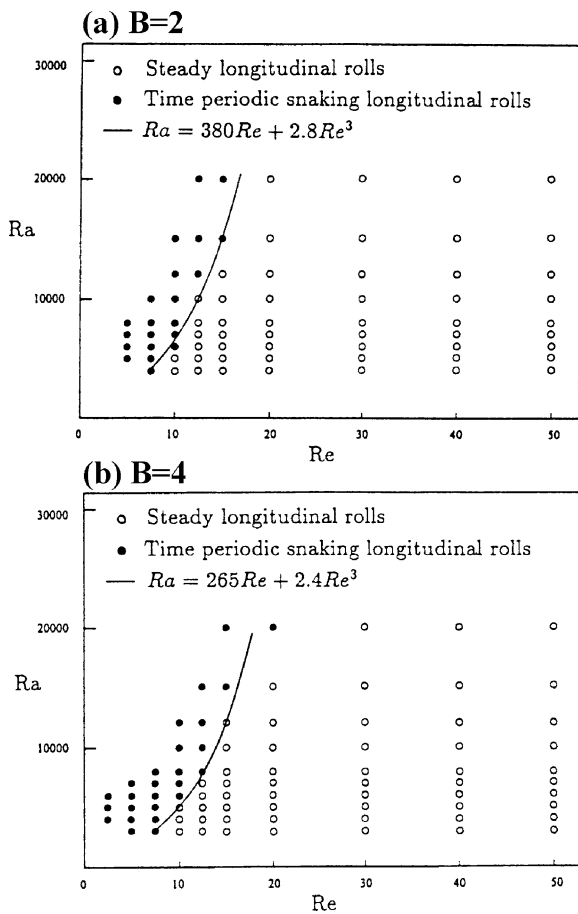 (a) B=2
30000
○ Steady longitudinal rolls
● Time periodic snaking longitudinal rolls
— Ra = 380Re + 2.8Re³
20000
Ra
10000
0 10 20 30 40 50
Re
(b) B=4
30000
○ Steady longitudinal rolls
● Time periodic snaking longitudinal rolls
— Ra = 265Re + 2.4Re³
20000
Ra
10000
0 10 20 30 40 50
Re